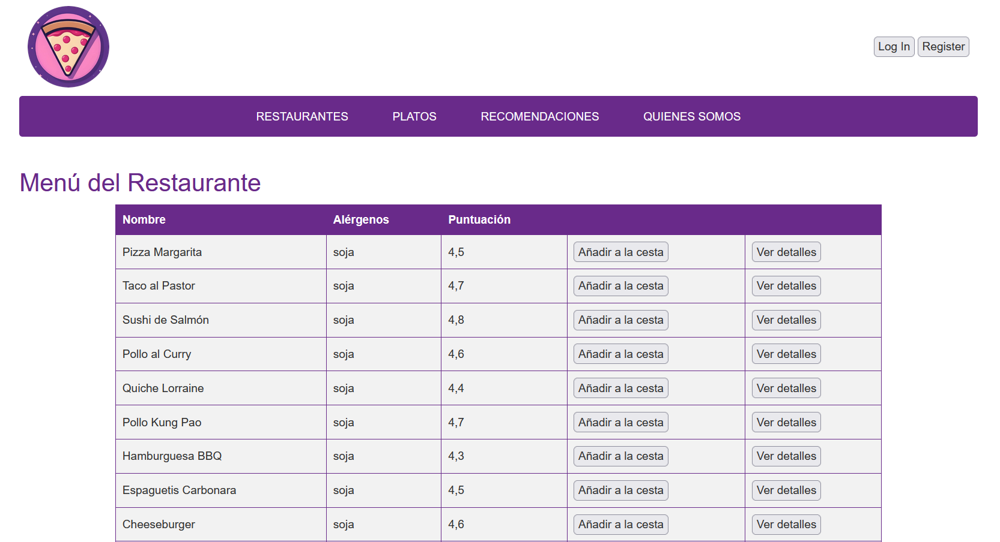 Log In Register
RESTAURANTES PLATOS RECOMENDACIONES QUIENES SOMOS
Menú del Restaurante
Nombre Alérgenos Puntuación
Pizza Margarita soja 4,5 Añadir a la cesta Ver detalles
Taco al Pastor soja 4,7 Añadir a la cesta Ver detalles
Sushi de Salmón soja 4,8 Añadir a la cesta Ver detalles
Pollo al Curry soja 4,6 Añadir a la cesta Ver detalles
Quiche Lorraine soja 4,4 Añadir a la cesta Ver detalles
Pollo Kung Pao soja 4,7 Añadir a la cesta Ver detalles
Hamburguesa BBQ soja 4,3 Añadir a la cesta Ver detalles
Espaguetis Carbonara soja 4,5 Añadir a la cesta Ver detalles
Cheeseburger soja 4,6 Añadir a la cesta Ver detalles